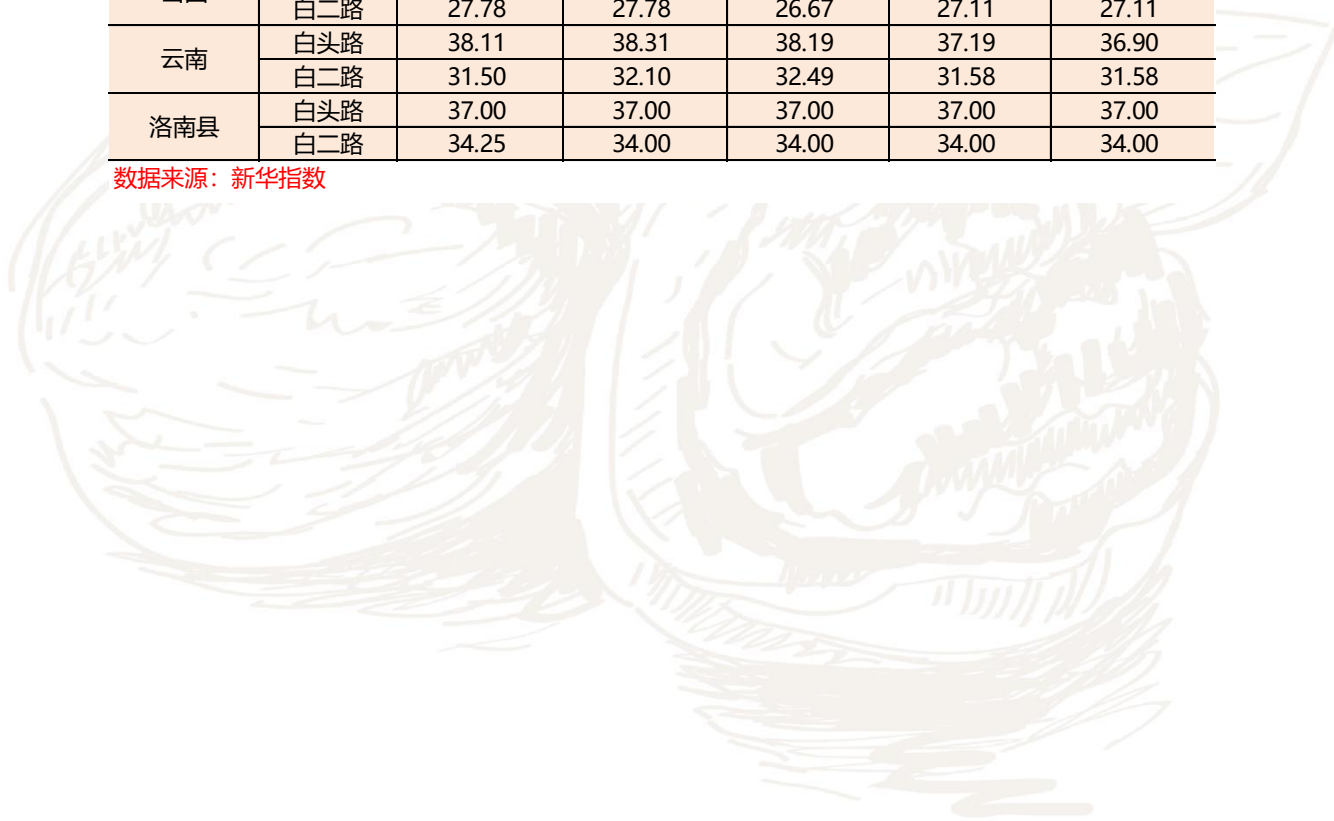 白二路 27.78 27.78 26.67 27.11 27.11
云南 白头路 38.11 38.31 38.19 37.19 36.90
白二路 31.50 32.10 32.49 31.58 31.58
洛南县 白头路 37.00 37.00 37.00 37.00 37.00
白二路 34.25 34.00 34.00 34.00 34.00
数据来源：新华指数